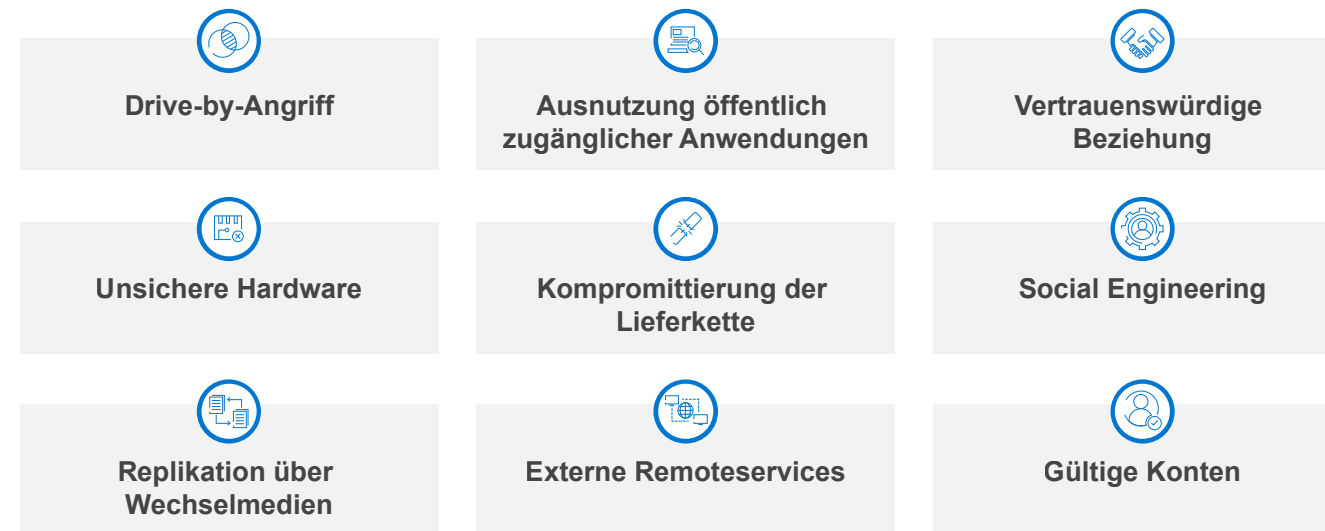 Drive-by-Angriff
Ausnutzung öffentlich
zugänglicher Anwendungen
Vertrauenswürdige
Beziehung
Unsichere Hardware
Kompromittierung der
Lieferkette
Social Engineering
Replikation über
Wechselmedien
Externe Remoteservices
Gültige Konten